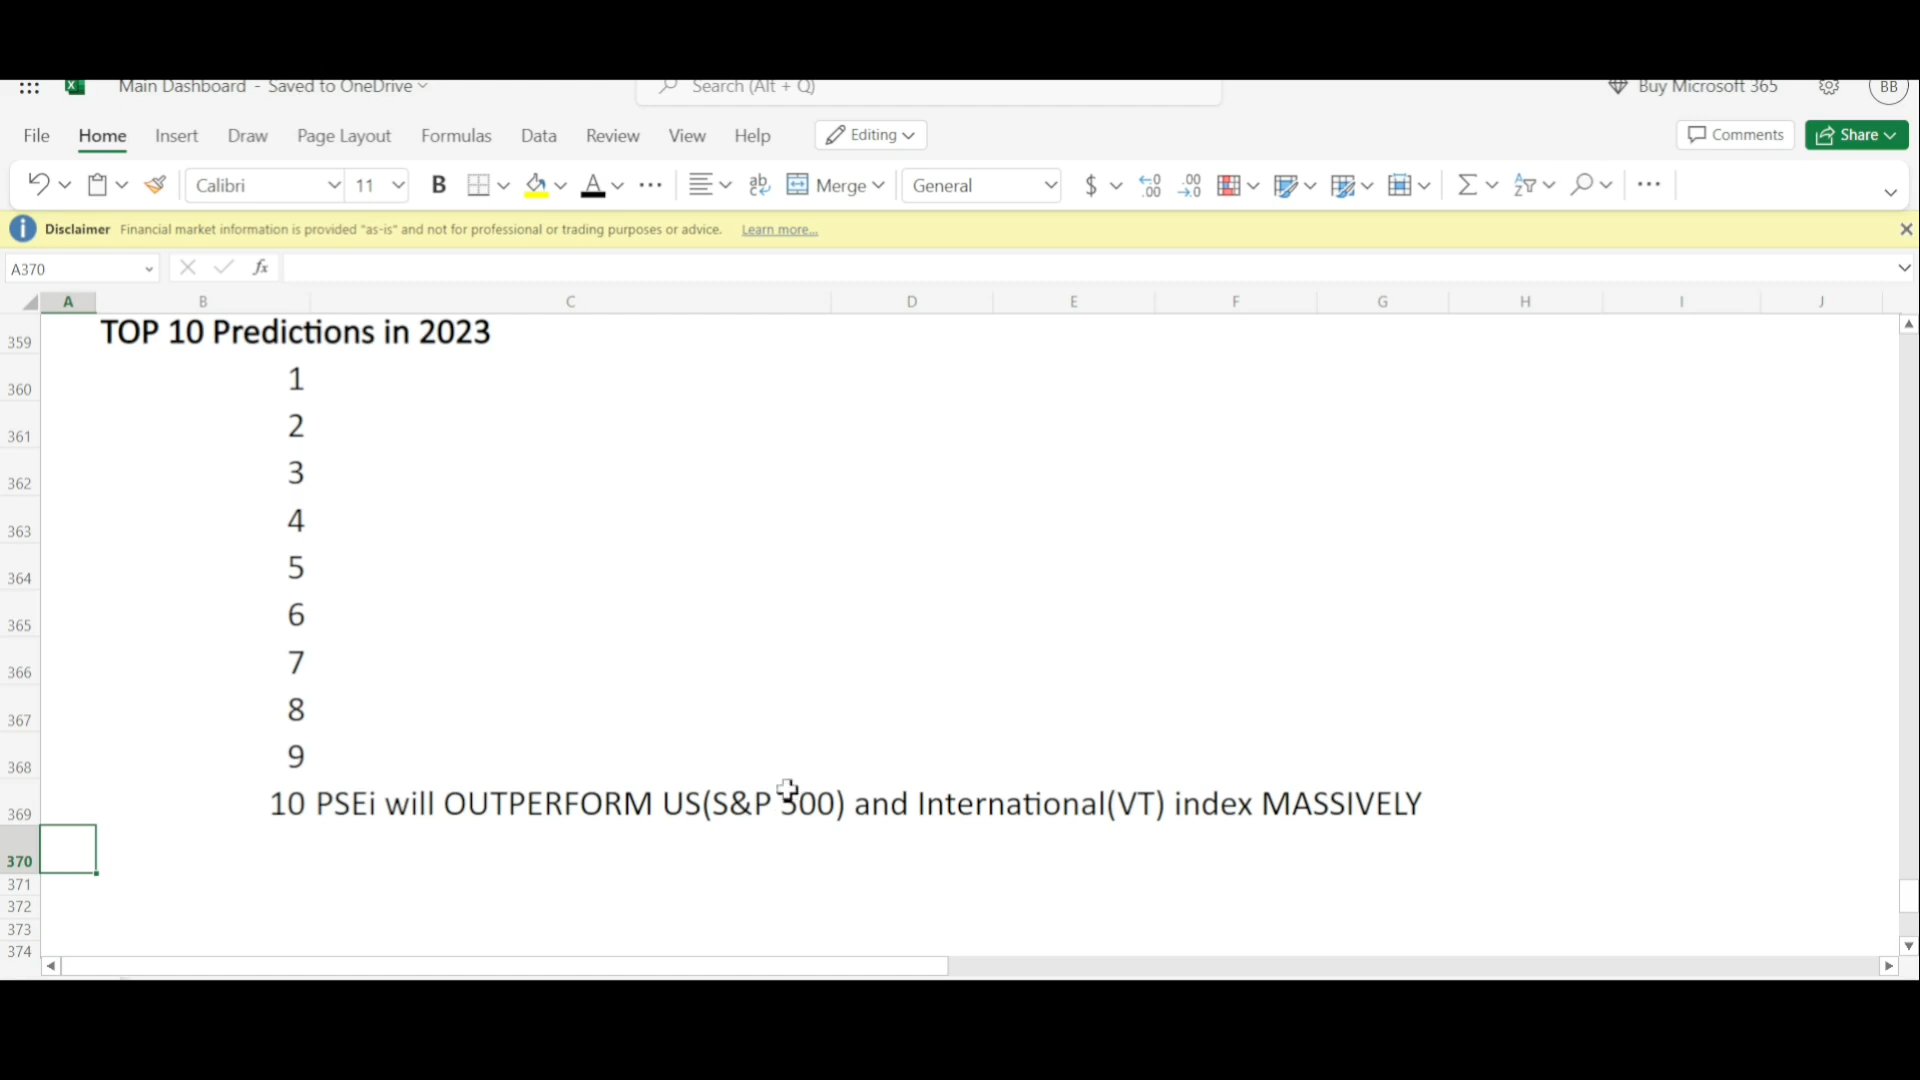 Main Dashboard - Saved to OneDrive
Search (Alt + Q)
Buy Microsoft 365
BB
File Home Insert Draw Page Layout Formulas Data Review View Help Editing Comments Share
Calibri 11 B A ab Merge General $
Disclaimer Financial market information is provided "as-is" and not for professional or trading purposes or advice. Learn more...
A370 fx
A B C D E F G H I J
359 TOP 10 Predictions in 2023
360 1
361 2
362 3
363 4
364 5
365 6
366 7
367 8
368 9
369 10 PSEi will OUTPERFORM US(S&P 500) and International(VT) index MASSIVELY
370
371
372
373
374